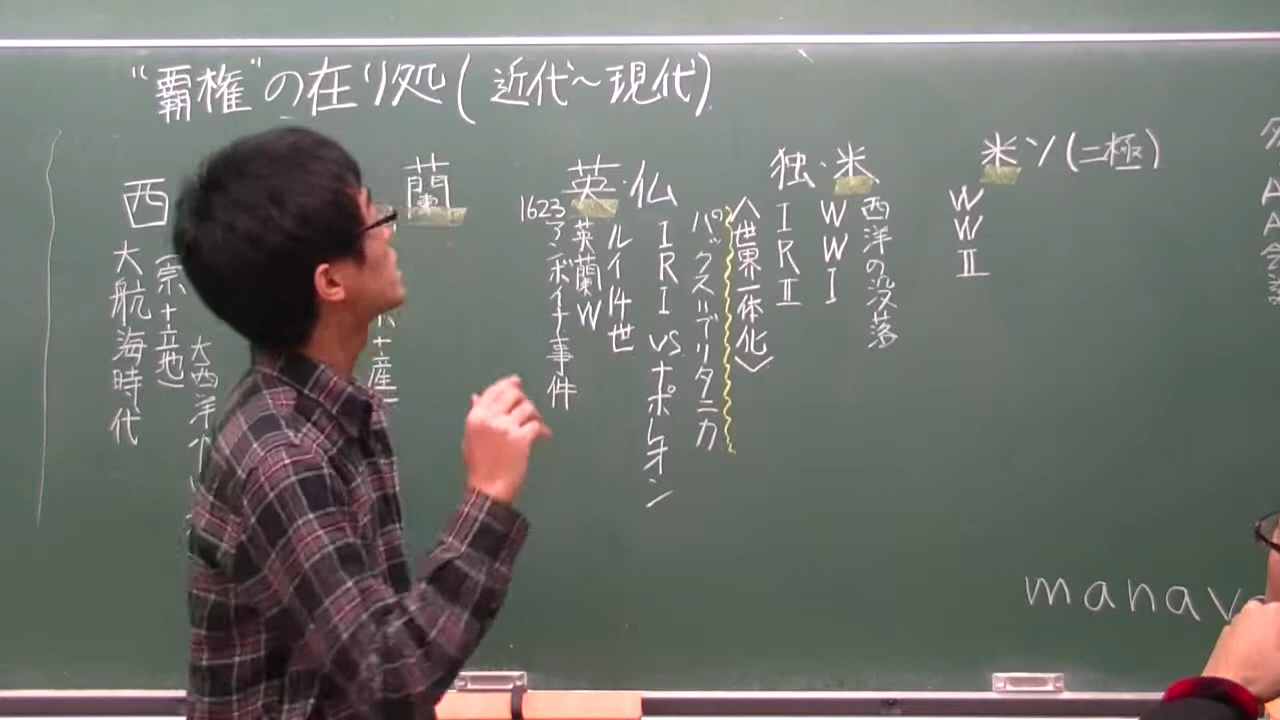 “覇権”の在り処(近代～現代)
西
大航海時代
(宗+立地)
大西洋
蘭
+産
英・仏
1623
アンボイナ事件
英蘭W
ルイ14世
IRI vsナポレオン
パックス=ブリタニカ
〈世界一体化〉
独・米
IRⅡ
WWI
西洋の没落
米ソ(二極)
WWⅡ
A
A
会
manav